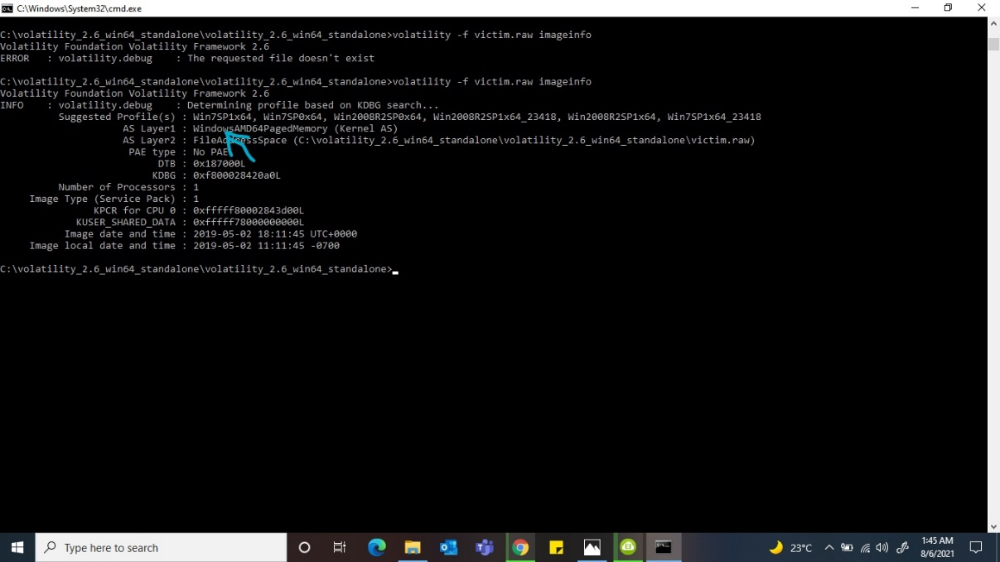 C:\Windows\System32\cmd.exe
C:\volatility_2.6_win64_standalone\volatility_2.6_win64_standalone>volatility -f victim.raw imageinfo
Volatility Foundation Volatility Framework 2.6
ERROR   : volatility.debug    : The requested file doesn't exist
C:\volatility_2.6_win64_standalone\volatility_2.6_win64_standalone>volatility -f victim.raw imageinfo
Volatility Foundation Volatility Framework 2.6
INFO    : volatility.debug    : Determining profile based on KDBG search...
Suggested Profile(s) : Win7SP1x64, Win7SP0x64, Win2008R2SP0x64, Win2008R2SP1x64_23418, Win2008R2SP1x64, Win7SP1x64_23418
AS Layer1 : WindowsAMD64PagedMemory (Kernel AS)
AS Layer2 : FileAddressSpace (C:\volatility_2.6_win64_standalone\volatility_2.6_win64_standalone\victim.raw)
PAE type : No PAE
DTB : 0x187000L
KDBG : 0xf800028420a0L
Number of Processors : 1
Image Type (Service Pack) : 1
KPCR for CPU 0 : 0xfffff80002843d00L
KUSER_SHARED_DATA : 0xfffff78000000000L
Image date and time : 2019-05-02 18:11:45 UTC+0000
Image local date and time : 2019-05-02 11:11:45 -0700
C:\volatility_2.6_win64_standalone\volatility_2.6_win64_standalone>
Type here to search
23°C
1:45 AM
8/6/2021